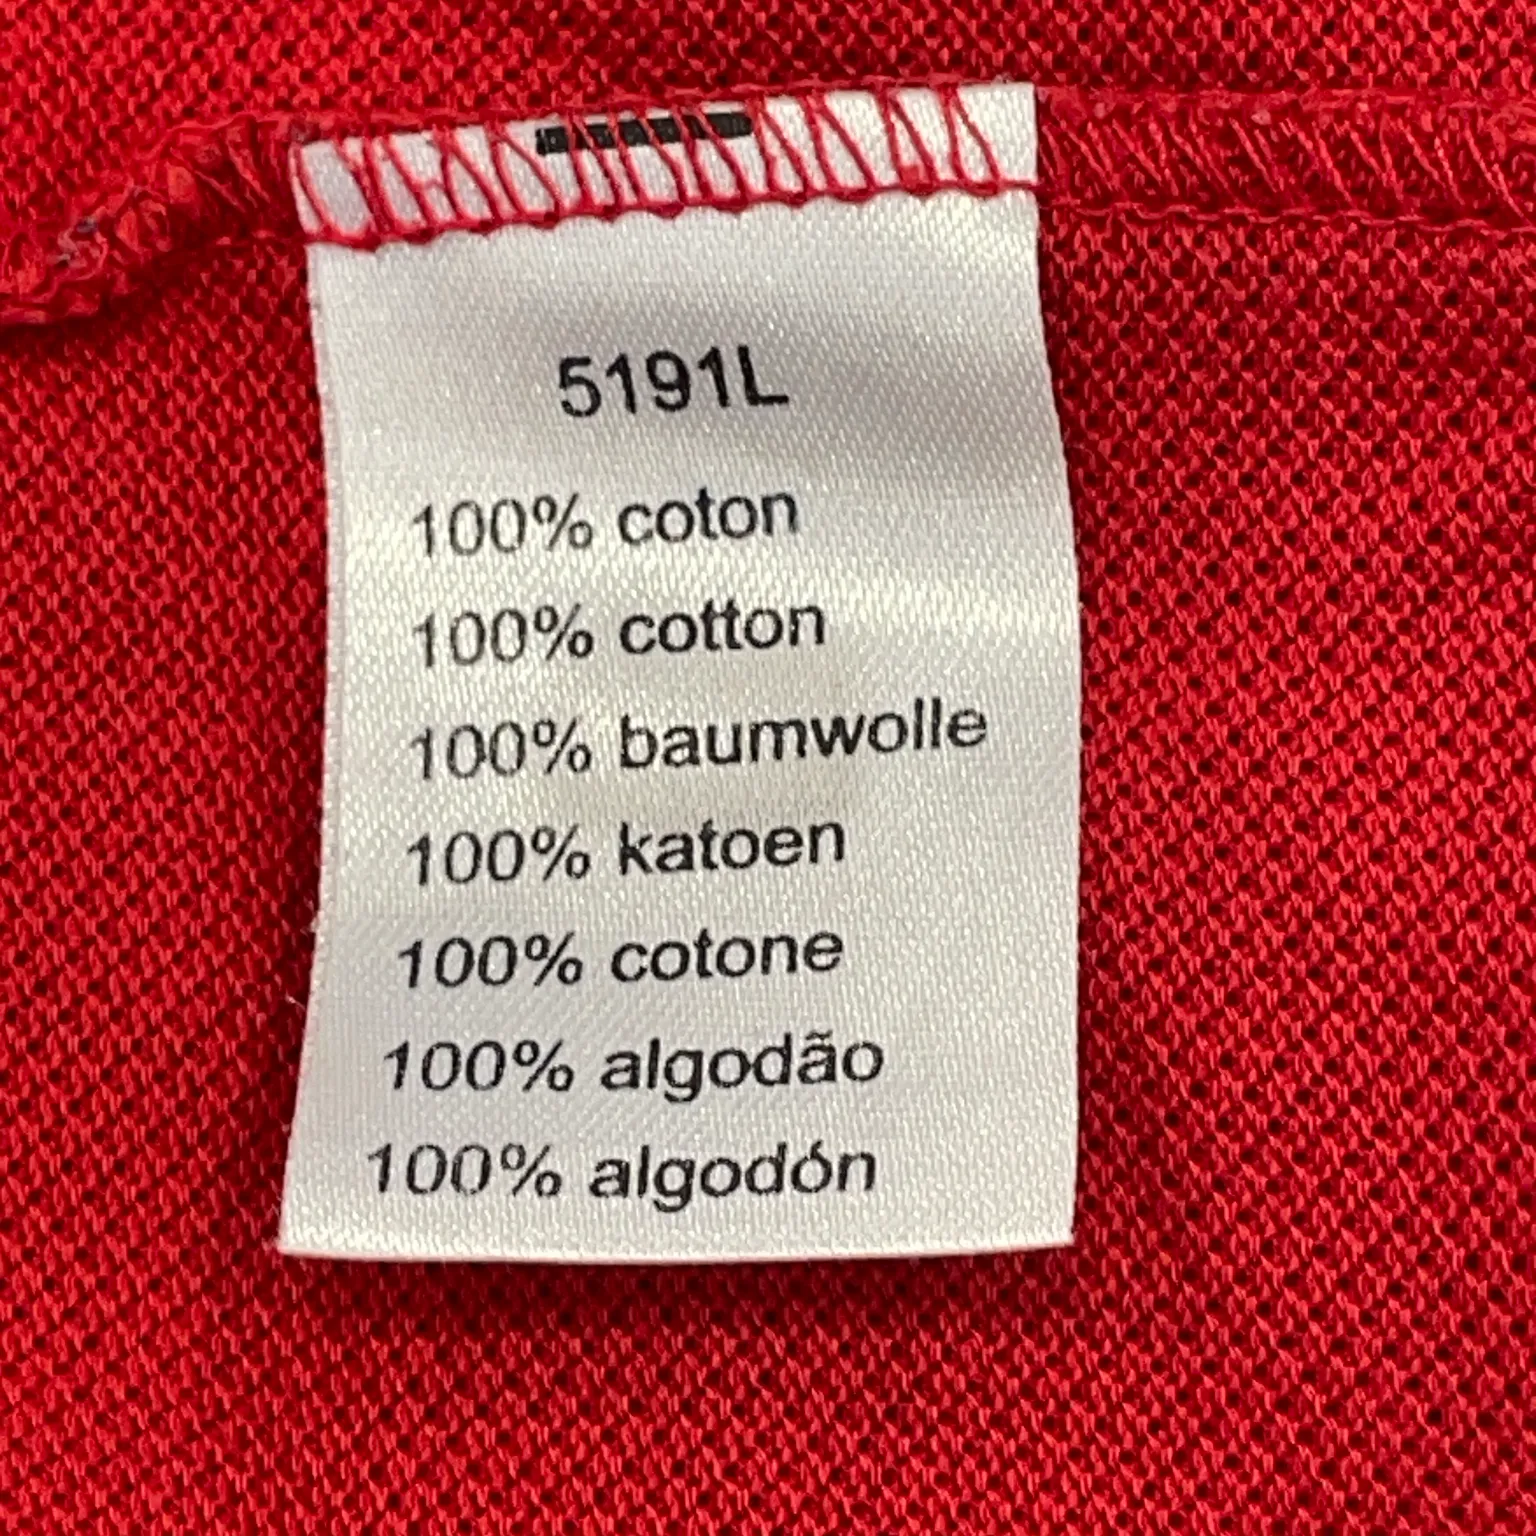 5191L
100% coton
100% cotton
100% baumwolle
100% katoen
100% cotone
100% algodão
100% algodón